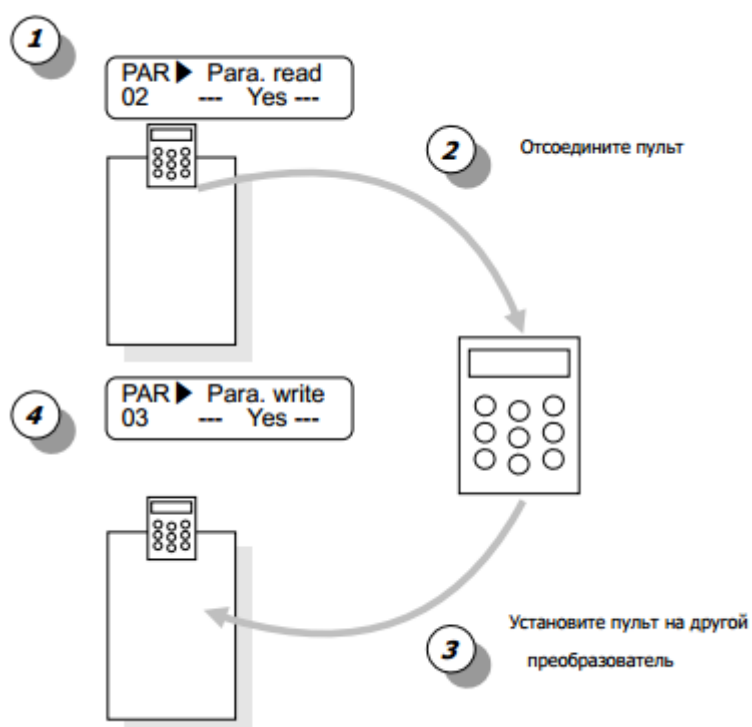 1
PAR▶ Para. read
02 --- Yes ---
2
Отсоедините пульт
PAR▶ Para. write
03 --- Yes ---
4
Установите пульт на другой
преобразователь
3